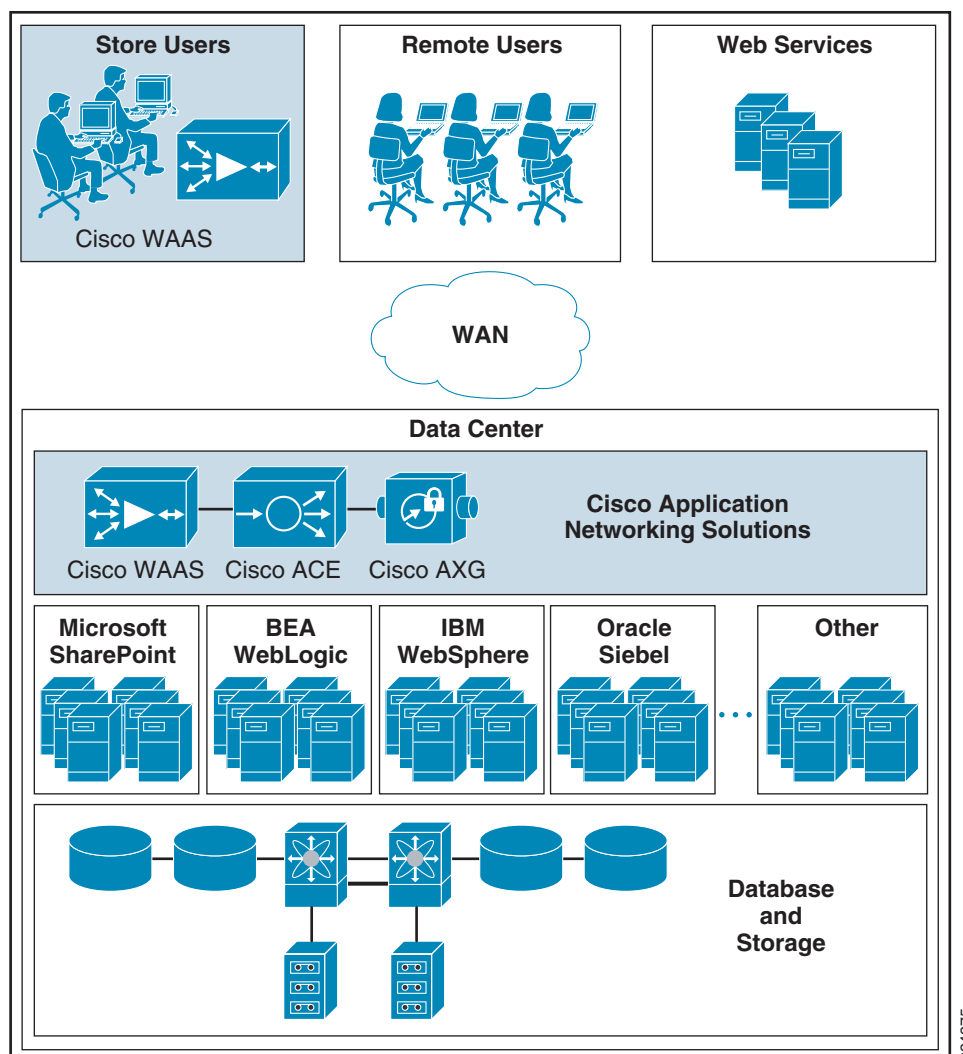 Store Users
Cisco WAAS
Remote Users
Web Services
WAN
Data Center
Cisco WAAS
Cisco ACE
Cisco AXG
Cisco Application
Networking Solutions
Microsoft
SharePoint
BEA
WebLogic
IBM
WebSphere
Oracle
Siebel
...
Other
Database
and
Storage